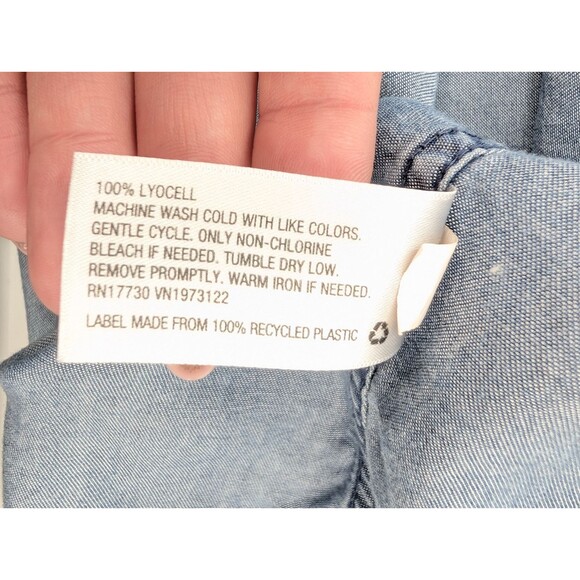 100% LYOCELL
MACHINE WASH COLD WITH LIKE COLORS.
GENTLE CYCLE. ONLY NON-CHLORINE
BLEACH IF NEEDED. TUMBLE DRY LOW.
REMOVE PROMPTLY. WARM IRON IF NEEDED.
RN17730 VN1973122
LABEL MADE FROM 100% RECYCLED PLASTIC